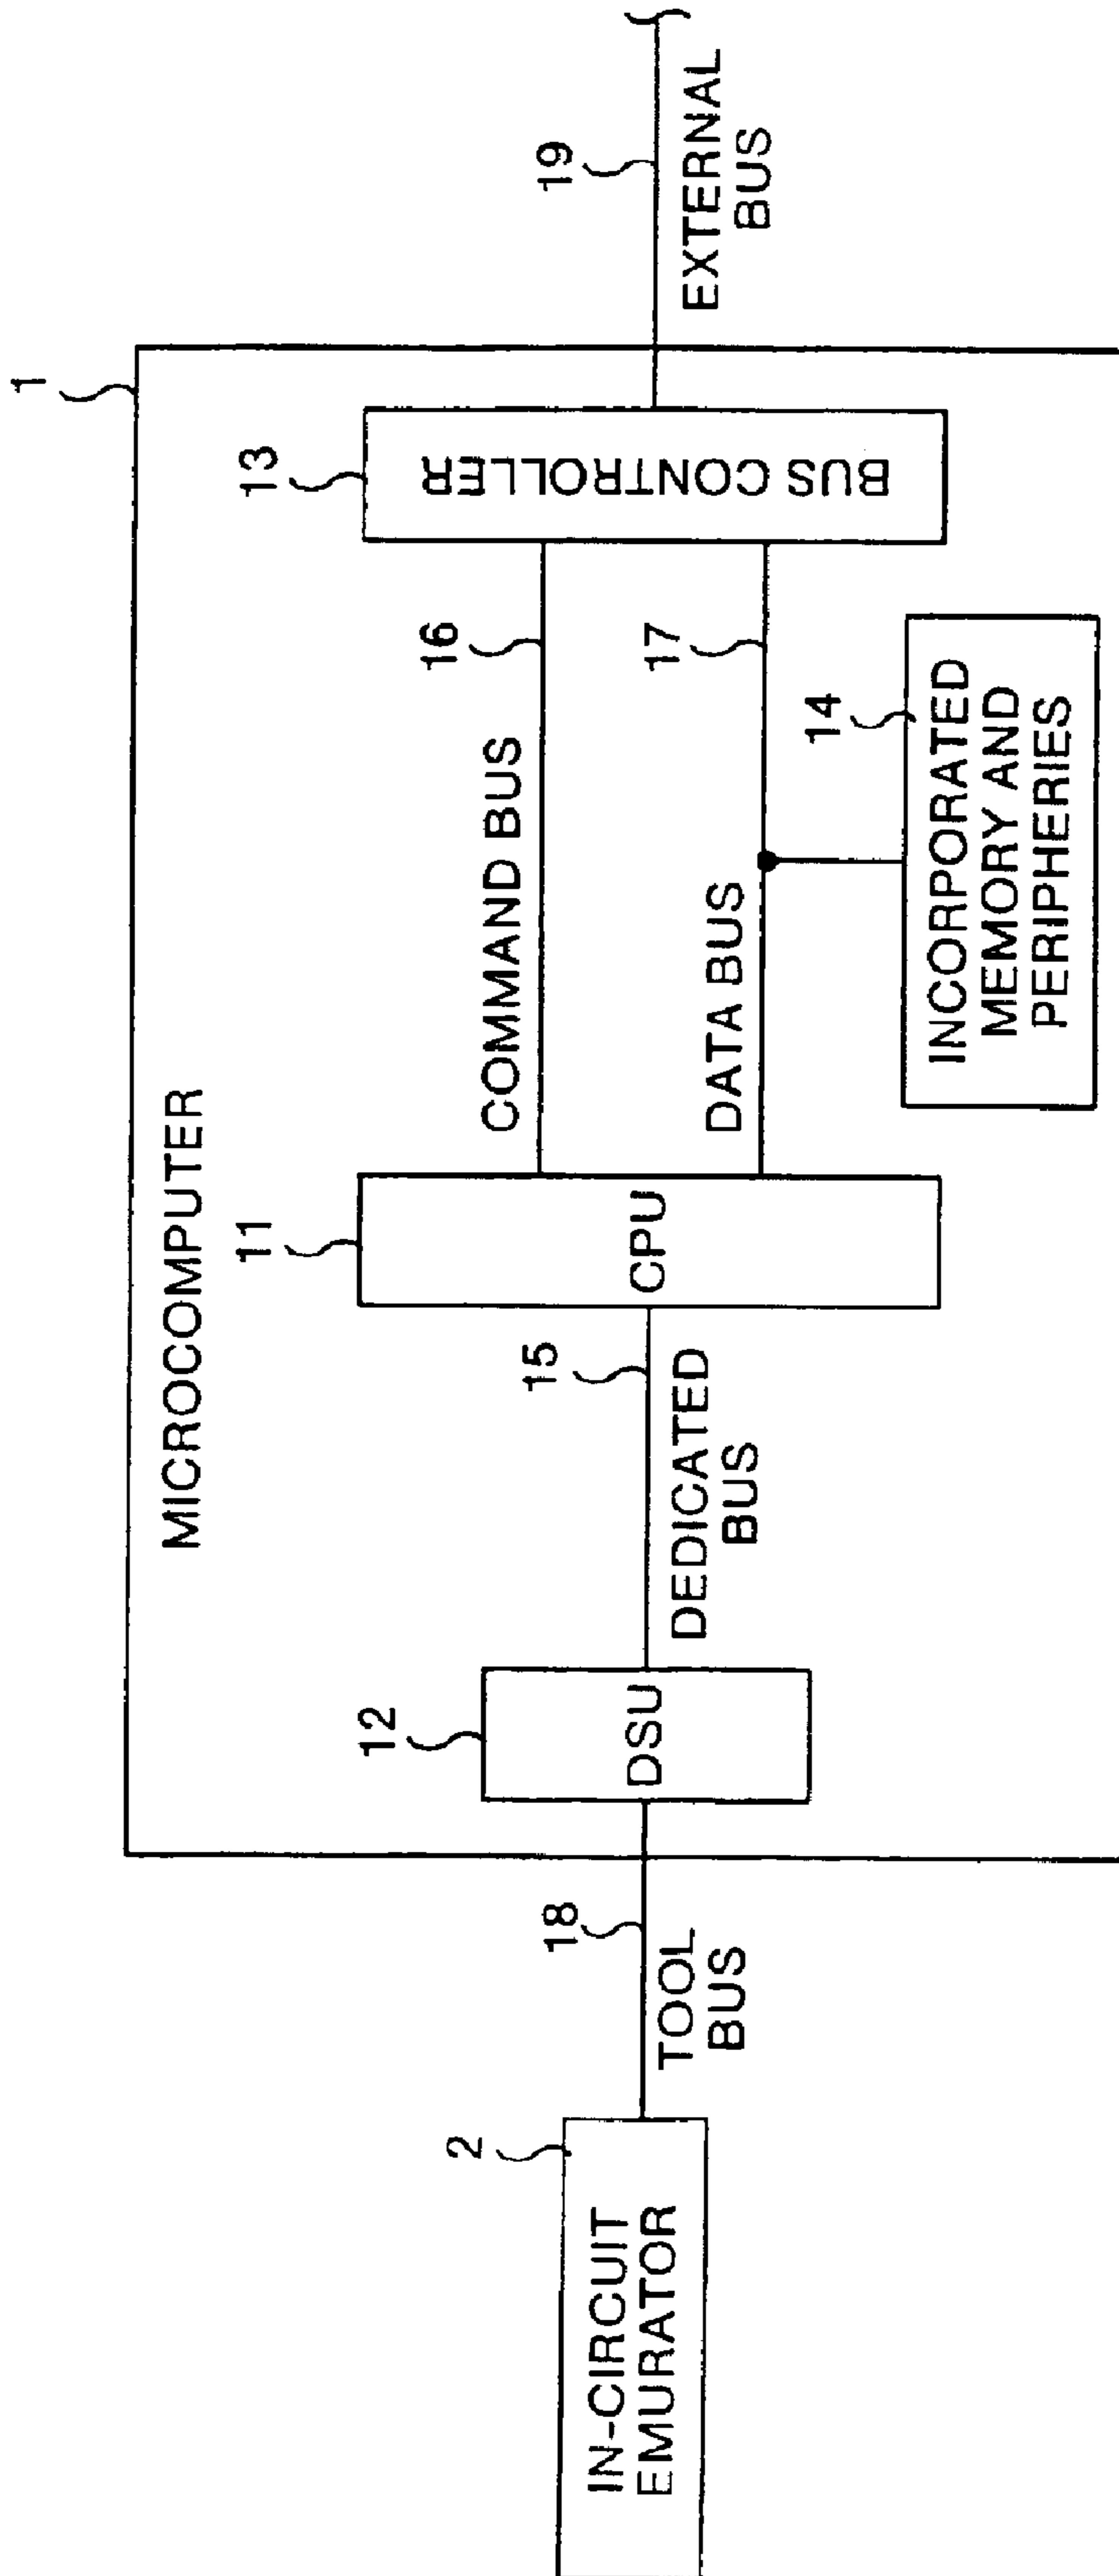 1
MICROCOMPUTER
2
IN-CIRCUIT
EMURATOR
18
TOOL
BUS
12
DSU
15
DEDICATED
BUS
11
CPU
COMMAND BUS
16
DATA BUS
17
14
INCORPORATED
MEMORY AND
PERIPHERIES
13
BUS CONTROLLER
19
EXTERNAL
BUS